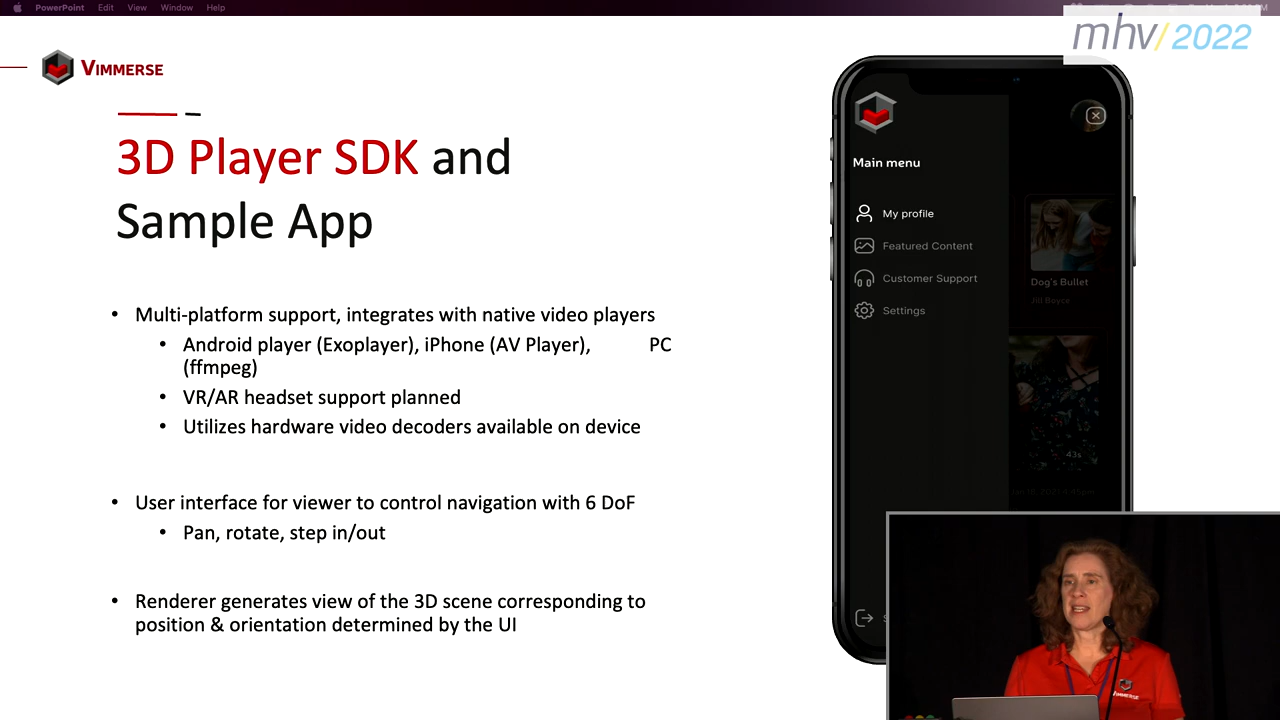 PowerPoint Edit View Window Help
mhv/2022
VIMMERSE
3D Player SDK and
Sample App
• Multi-platform support, integrates with native video players
• Android player (Exoplayer), iPhone (AV Player), PC
(ffmpeg)
• VR/AR headset support planned
• Utilizes hardware video decoders available on device
• User interface for viewer to control navigation with 6 DoF
• Pan, rotate, step in/out
• Renderer generates view of the 3D scene corresponding to
position & orientation determined by the UI
Main menu
My profile
Featured Content
Customer Support
Settings
Dog's Bullet
Jill Boyce
43s
VIMMERSE